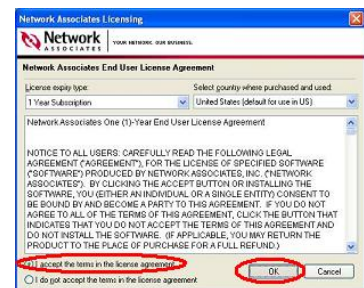 Network Associates Licensing
Network
ASSOCIATES
YOUR NETWORK. OUR BUSINESS.
Network Associates End User License Agreement
License expiry type:
Select country where purchased and used:
1 Year Subscription
United States (default for use in US)
Network Associates One (1)-Year End User License Agreement
NOTICE TO ALL USERS: CAREFULLY READ THE FOLLOWING LEGAL
AGREEMENT ("AGREEMENT"), FOR THE LICENSE OF SPECIFIED SOFTWARE
("SOFTWARE") PRODUCED BY NETWORK ASSOCIATES, INC. ("NETWORK
ASSOCIATES"). BY CLICKING THE ACCEPT BUTTON OR INSTALLING THE
SOFTWARE, YOU (EITHER AN INDIVIDUAL OR A SINGLE ENTITY) CONSENT TO
BE BOUND BY AND BECOME A PARTY TO THIS AGREEMENT. IF YOU DO NOT
AGREE TO ALL OF THE TERMS OF THIS AGREEMENT, CLICK THE BUTTON THAT
INDICATES THAT YOU DO NOT ACCEPT THE TERMS OF THIS AGREEMENT AND
DO NOT INSTALL THE SOFTWARE. (IF APPLICABLE, YOU MAY RETURN THE
PRODUCT TO THE PLACE OF PURCHASE FOR A FULL REFUND.)
I accept the terms in the license agreement
I do not accept the terms in the license agreement
OK
Cancel